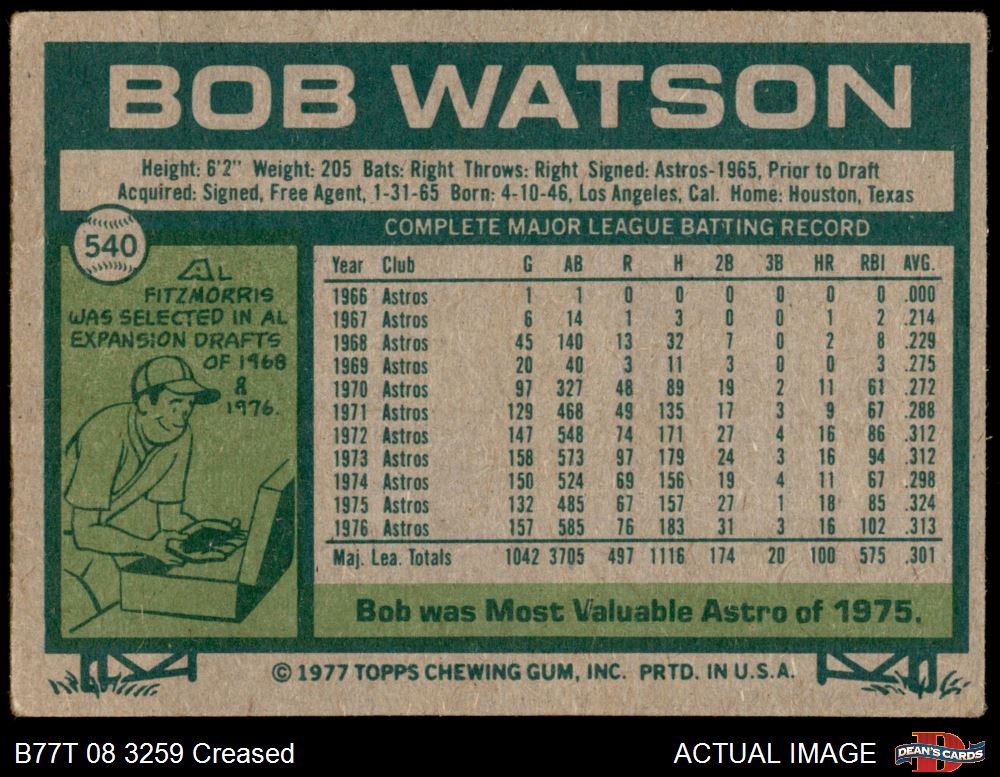 BOB WATSON
Height: 6'2" Weight: 205 Bats: Right Throws: Right Signed: Astros-1965, Prior to Draft
Acquired: Signed, Free Agent, 1-31-65 Born: 4-10-46, Los Angeles, Cal. Home: Houston, Texas
540
AL
FITZMORRIS
WAS SELECTED IN AL
EXPANSION DRAFTS
OF 1968
&
1976.
COMPLETE MAJOR LEAGUE BATTING RECORD
Year Club G AB R H 2B 3B HR RBI AVG.
1966 Astros 1 1 0 0 0 0 0 0 .000
1967 Astros 6 14 1 3 0 0 1 2 .214
1968 Astros 45 140 13 32 7 0 2 8 .229
1969 Astros 20 40 3 11 3 0 0 3 .275
1970 Astros 97 327 48 89 19 2 11 61 .272
1971 Astros 129 468 49 135 17 3 9 67 .288
1972 Astros 147 548 74 171 27 4 16 86 .312
1973 Astros 158 573 97 179 24 3 16 94 .312
1974 Astros 150 524 69 156 19 4 11 67 .298
1975 Astros 132 485 67 157 27 1 18 85 .324
1976 Astros 157 585 76 183 31 3 16 102 .313
Maj. Lea. Totals 1042 3705 497 1116 174 20 100 575 .301
Bob was Most Valuable Astro of 1975.
© 1977 TOPPS CHEWING GUM, INC. PRTD. IN U.S.A.
B77T 08 3259 Creased
ACTUAL IMAGE
DEAN'S CARDS